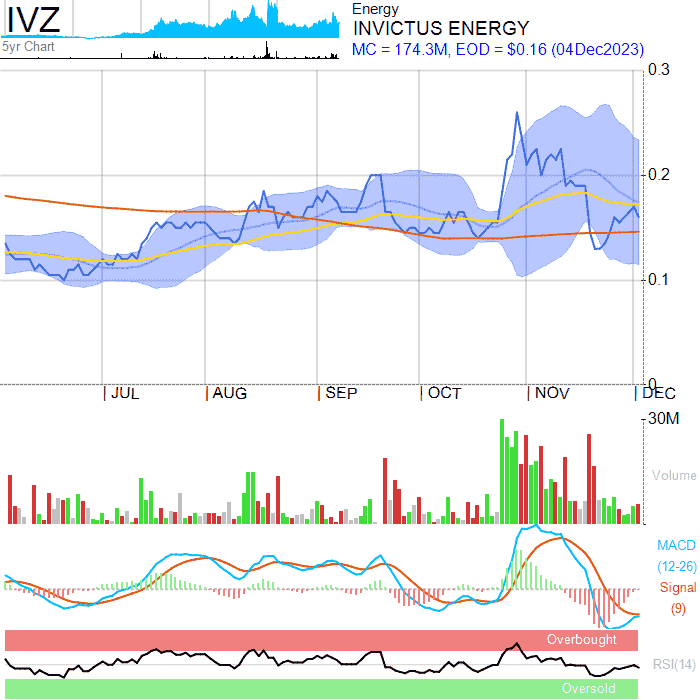 IVZ
5yr Chart
Energy
INVICTUS ENERGY
MC = 174.3M, EOD = $0.16 (04Dec2023)
0.3
0.2
0.1
0
JUL AUG SEP OCT NOV DEC
30M
Volume
MACD
(12-26)
Signal
(9)
Overbought
RSI(14)
Oversold